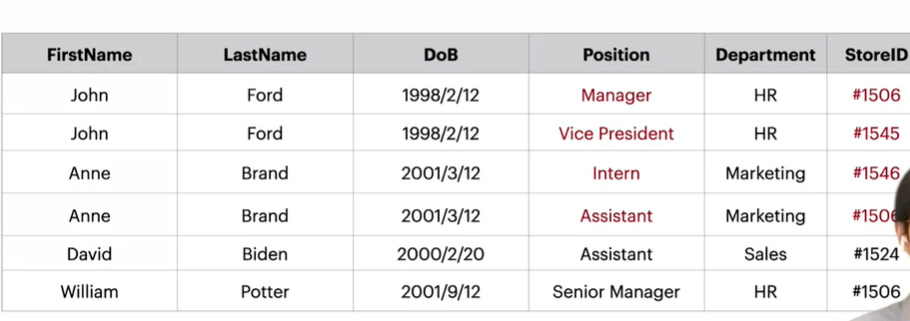 FirstName LastName DoB Position Department StoreID
John Ford 1998/2/12 Manager HR #1506
John Ford 1998/2/12 Vice President HR #1545
Anne Brand 2001/3/12 Intern Marketing #1546
Anne Brand 2001/3/12 Assistant Marketing #1506
David Biden 2000/2/20 Assistant Sales #1524
William Potter 2001/9/12 Senior Manager HR #1506